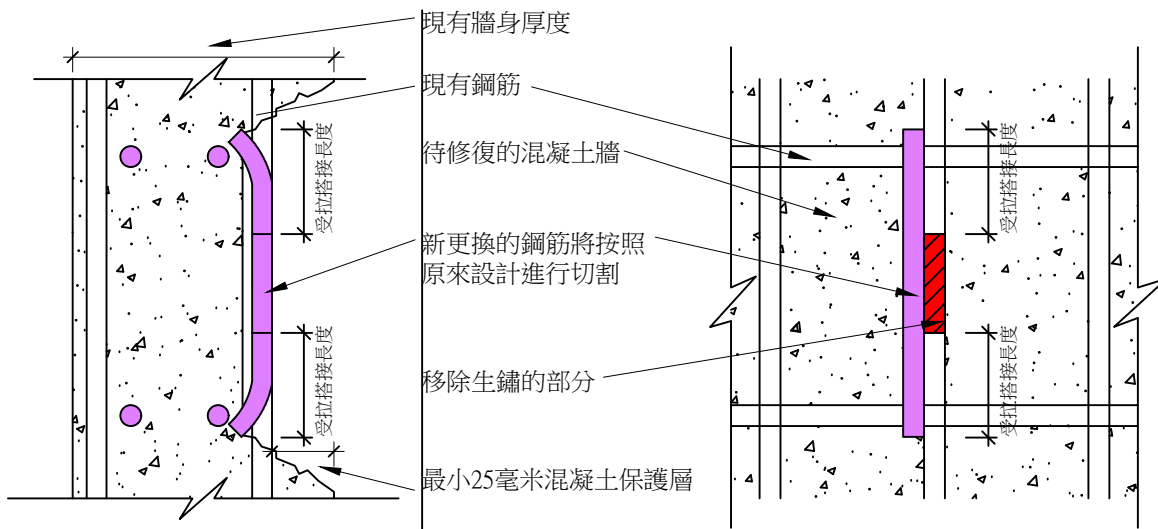 現有牆身厚度
現有鋼筋
待修復的混凝土牆
新更換的鋼筋將按照
原來設計進行切割
移除生鏽的部分
最小25毫米混凝土保護層
受拉搭接長度
受拉搭接長度
受拉搭接長度
受拉搭接長度